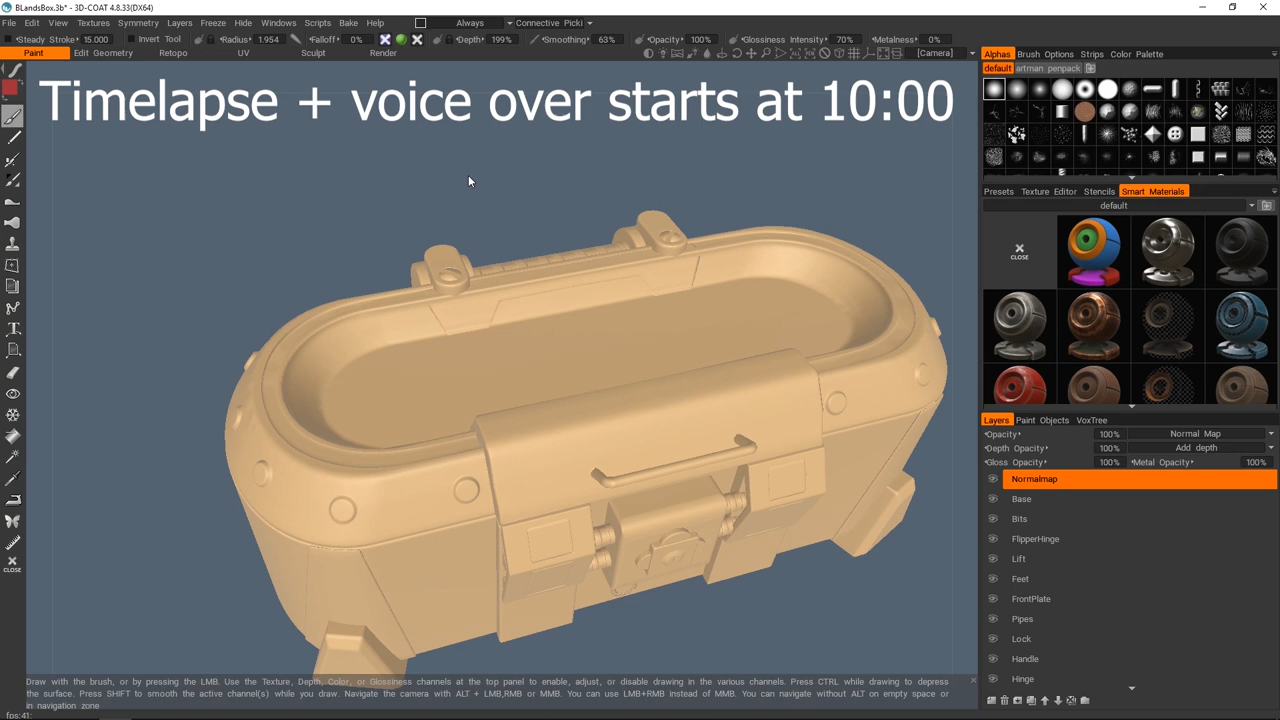 BLandsBox.3b* - 3D-COAT 4.8.33(DX64)
File Edit View Textures Symmetry Layers Freeze Hide Windows Scripts Bake Help Always Connective Picki
Steady Stroke 15.000 Invert Tool Radius 1.954 Falloff 0% Depth 199% Smoothing 63% Opacity 100% Glossiness Intensity 70% Metalness 0%
Paint Edit Geometry Retopo UV Sculpt Render [Camera]
Timelapse + voice over starts at 10:00
Alphas Brush Options Strips Color Palette
default artman penpack
Presets Texture Editor Stencils Smart Materials
default
CLOSE
Layers Paint Objects VoxTree
Opacity 100% Normal Map
Depth Opacity 100% Add depth
Gloss Opacity 100% Metal Opacity 100%
Normalmap
Base
Bits
FlipperHinge
Lift
Feet
FrontPlate
Pipes
Lock
Handle
Hinge
CLOSE
Draw with the brush, or by pressing the LMB. Use the Texture, Depth, Color, or Glossiness channels at the top panel to enable, adjust, or disable drawing in the various channels. Press CTRL while drawing to depress
the surface. Press SHIFT to smooth the active channel(s) while you draw. Navigate the camera with ALT + LMB,RMB or MMB. You can use LMB+RMB instead of MMB. You can navigate without ALT on empty space or
in navigation zone
fps:41;